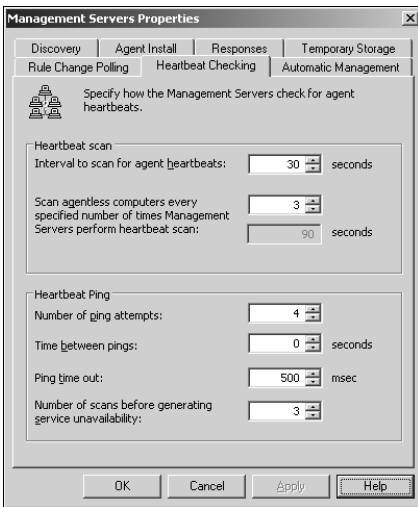 Management Servers Properties
Discovery Agent Install Responses Temporary Storage
Rule Change Polling Heartbeat Checking Automatic Management
Specify how the Management Servers check for agent
heartbeats.
Heartbeat scan
Interval to scan for agent heartbeats: 30 seconds
Scan agentless computers every 3
specified number of times Management
Servers perform heartbeat scan: 90 seconds
Heartbeat Ping
Number of ping attempts: 4
Time between pings: 0 seconds
Ping time out: 500 msec
Number of scans before generating 3
service unavailability:
OK Cancel Apply Help